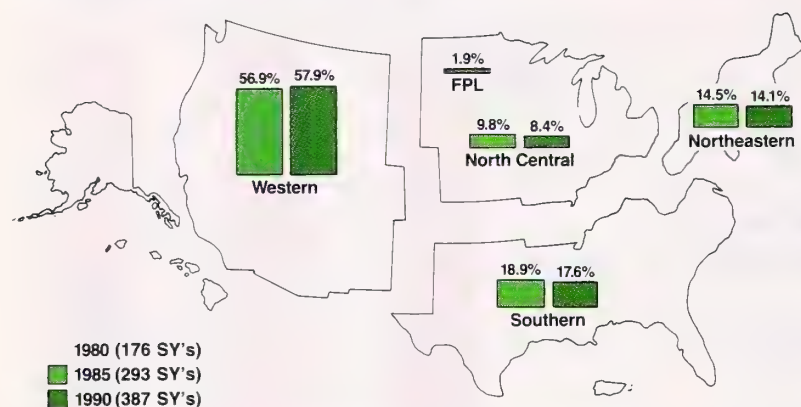 56.9% 57.9%
Western
1.9%
FPL
9.8% 8.4%
North Central
14.5% 14.1%
Northeastern
18.9% 17.6%
Southern
1980 (176 SY's)
1985 (293 SY's)
1990 (387 SY's)